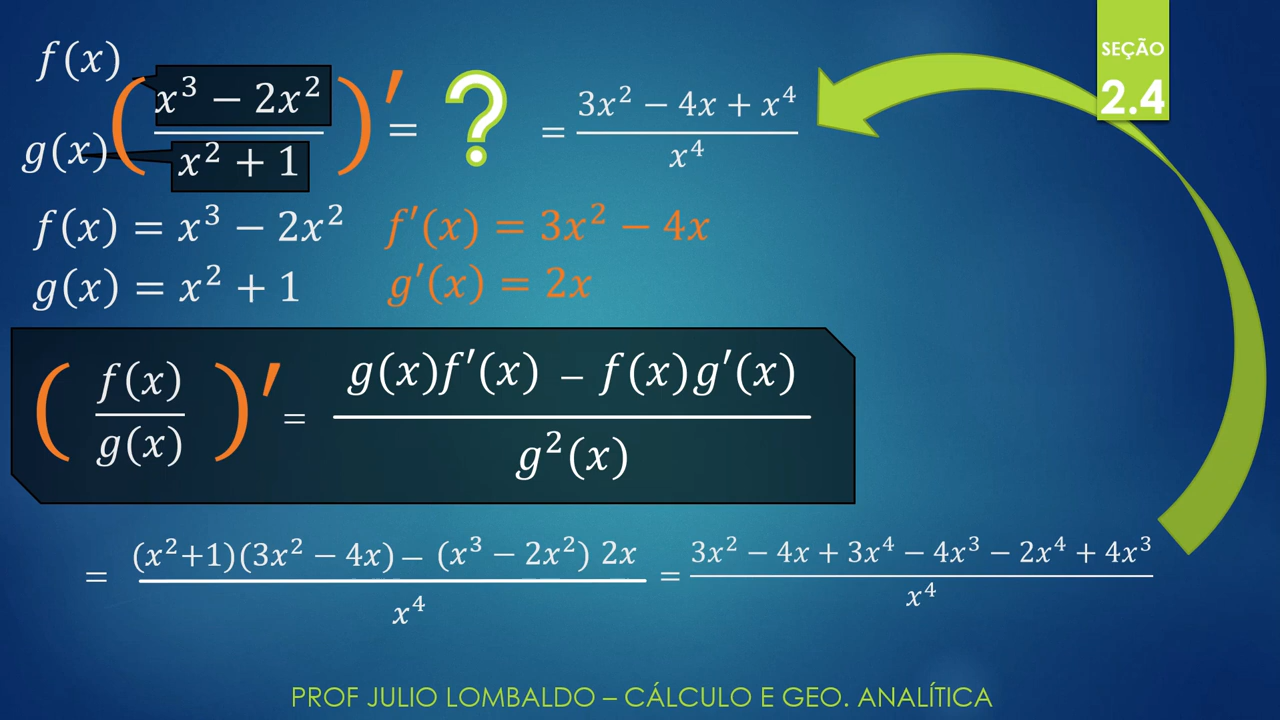 SEÇÃO
2.4
f(x)
g(x)
( (x³ − 2x²)/(x² + 1) )′ = ? = (3x² − 4x + x⁴)/x⁴
f(x) = x³ − 2x² f′(x) = 3x² − 4x
g(x) = x² + 1 g′(x) = 2x
( f(x)/g(x) )′ = (g(x)f′(x) − f(x)g′(x))/g²(x)
= ((x²+1)(3x² − 4x) − (x³ − 2x²) 2x)/x⁴ = (3x² − 4x + 3x⁴ − 4x³ − 2x⁴ + 4x³)/x⁴
PROF JULIO LOMBALDO – CÁLCULO E GEO. ANALÍTICA